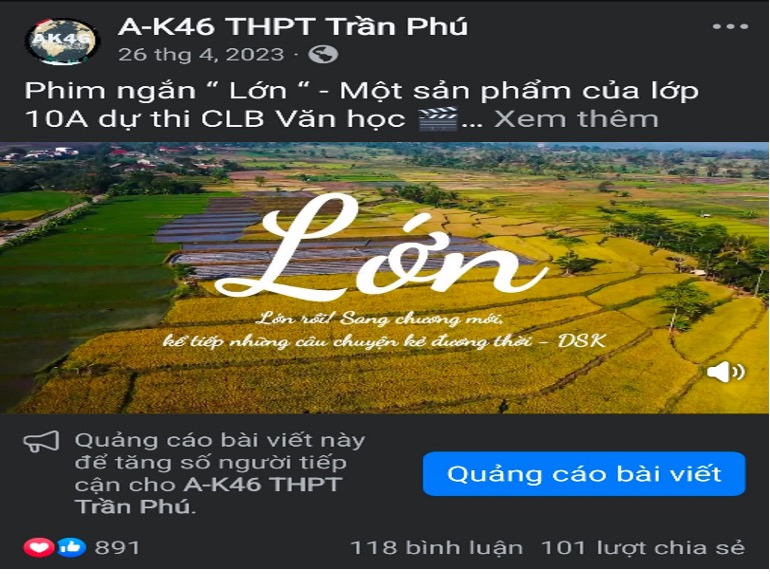 AK46
A-K46 THPT Trần Phú
26 thg 4, 2023 ·
Phim ngắn “ Lớn “ - Một sản phẩm của lớp
10A dự thi CLB Văn học 🎬... Xem thêm
Lớn
Lớn rồi! Sang chương mới,
kể tiếp những câu chuyện kẻ đương thời - DSK
Quảng cáo bài viết này
để tăng số người tiếp
cận cho A-K46 THPT
Trần Phú.
Quảng cáo bài viết
891
118 bình luận 101 lượt chia sẻ